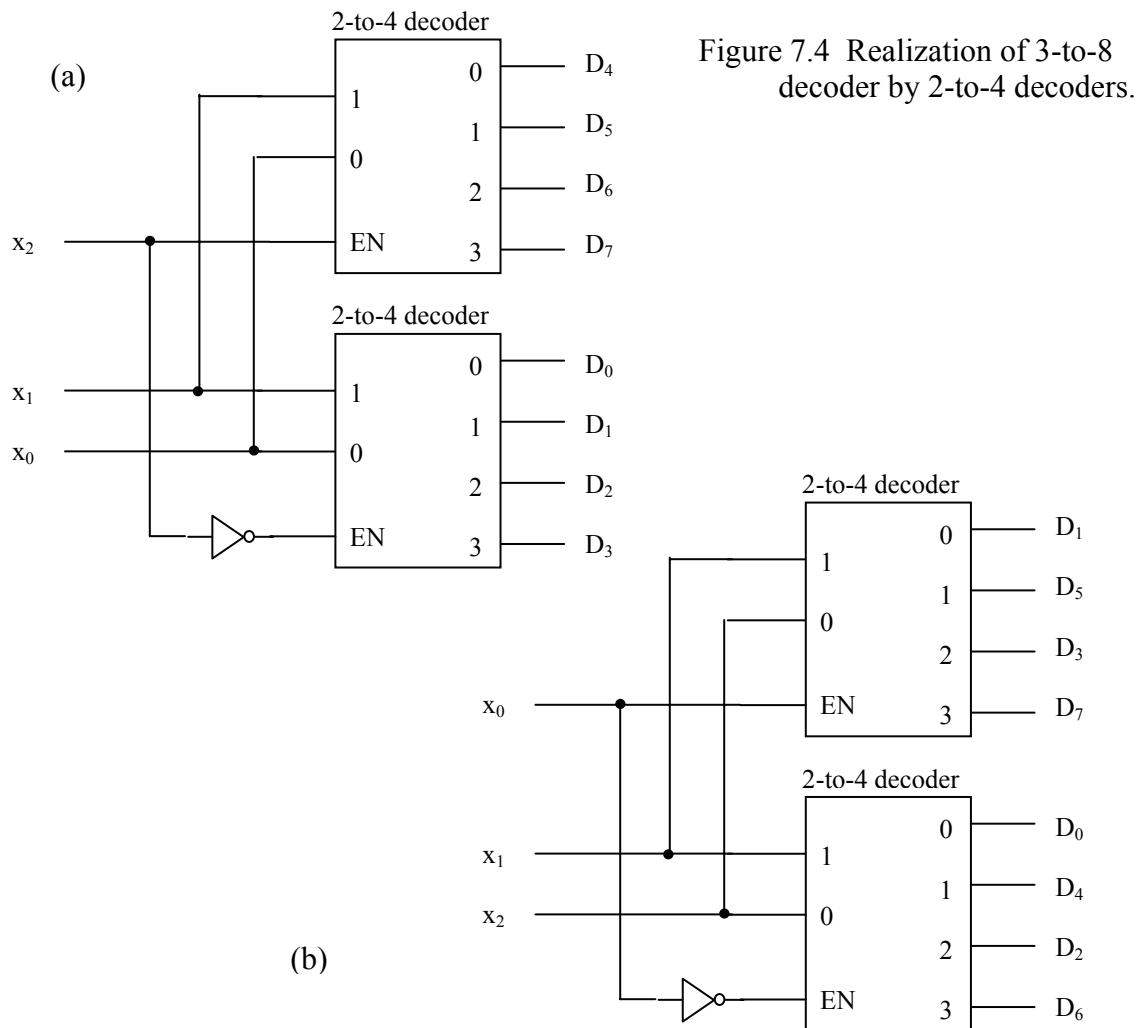 2-to-4 decoder
Figure 7.4 Realization of 3-to-8
decoder by 2-to-4 decoders.
(a)
0 D₄
1
1 D₅
0
2 D₆
x₂ EN
3 D₇
2-to-4 decoder
0 D₀
x₁ 1
1 D₁
x₀ 0
2 D₂
EN
3 D₃
2-to-4 decoder
0 D₁
1
1 D₅
0
2 D₃
x₀ EN
3 D₇
2-to-4 decoder
0 D₀
x₁ 1
1 D₄
x₂ 0
2 D₂
(b)
EN
3 D₆